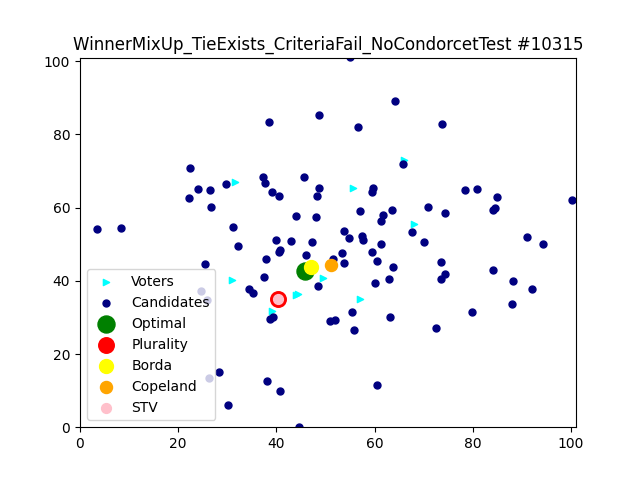 WinnerMixUp_TieExists_CriteriaFail_NoCondorcetTest #10315
100
80
60
40
20
0
Voters
Candidates
Optimal
Plurality
Borda
Copeland
STV
0 20 40 60 80 100